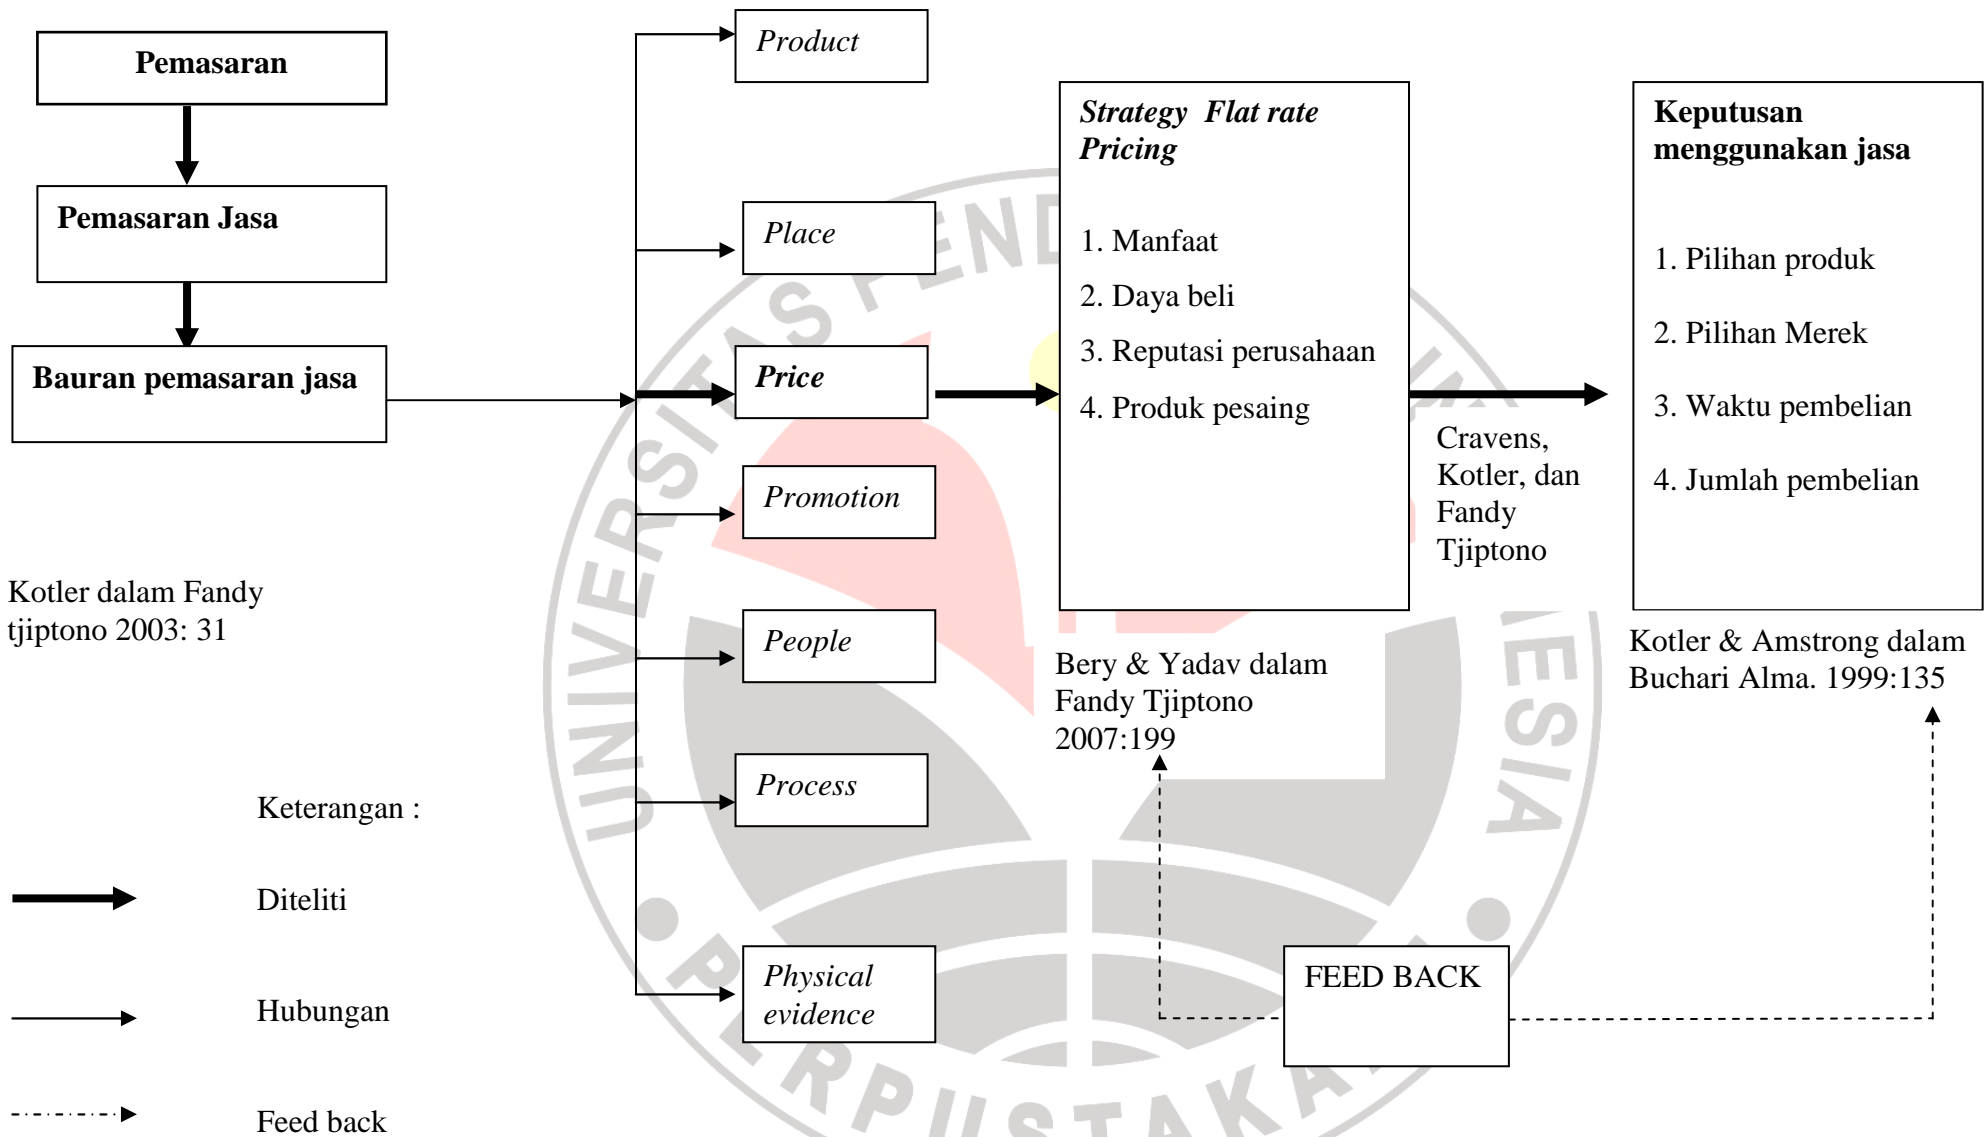 Pemasaran
Pemasaran Jasa
Bauran pemasaran jasa
Kotler dalam Fandy
tjiptono 2003: 31
Product
Place
Price
Promotion
People
Process
Physical
evidence
Strategy Flat rate
Pricing
1. Manfaat
2. Daya beli
3. Reputasi perusahaan
4. Produk pesaing
Bery & Yadav dalam
Fandy Tjiptono
2007:199
Cravens,
Kotler, dan
Fandy
Tjiptono
Keputusan
menggunakan jasa
1. Pilihan produk
2. Pilihan Merek
3. Waktu pembelian
4. Jumlah pembelian
Kotler & Amstrong dalam
Buchari Alma. 1999:135
FEED BACK
Keterangan :
Diteliti
Hubungan
Feed back
UNIVERSITAS PEND
NESIA
PERPUSTAKA